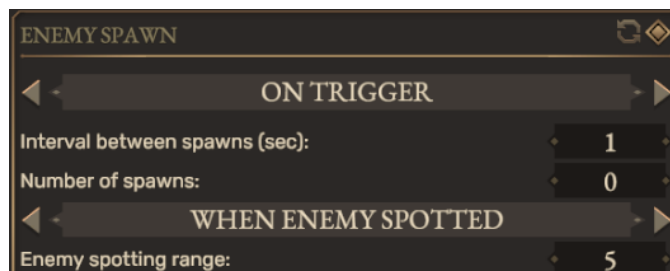 ENEMY SPAWN
ON TRIGGER
Interval between spawns (sec): 1
Number of spawns: 0
WHEN ENEMY SPOTTED
Enemy spotting range: 5